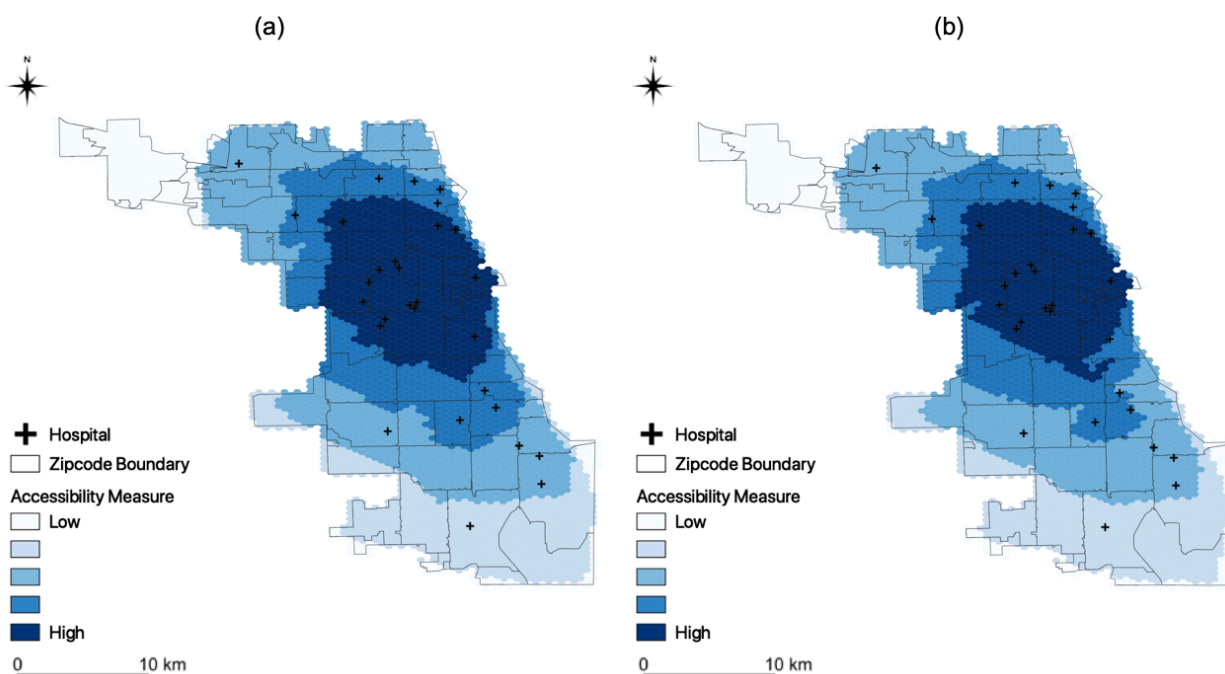 (a)
(b)
N
N
Hospital
Zipcode Boundary
Accessibility Measure
Low
High
0 10 km
Hospital
Zipcode Boundary
Accessibility Measure
Low
High
0 10 km